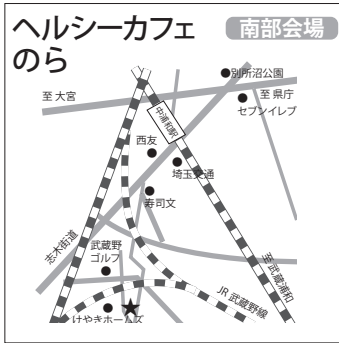 ヘルシーカフェ
のら
南部会場
別所沼公園
至 大宮
至 県庁
セブンイレブ
中浦和駅
西友
埼玉交通
寿司文
志木街道
武蔵野
ゴルフ
至 武蔵浦和
JR 武蔵野線
けやきホームズ